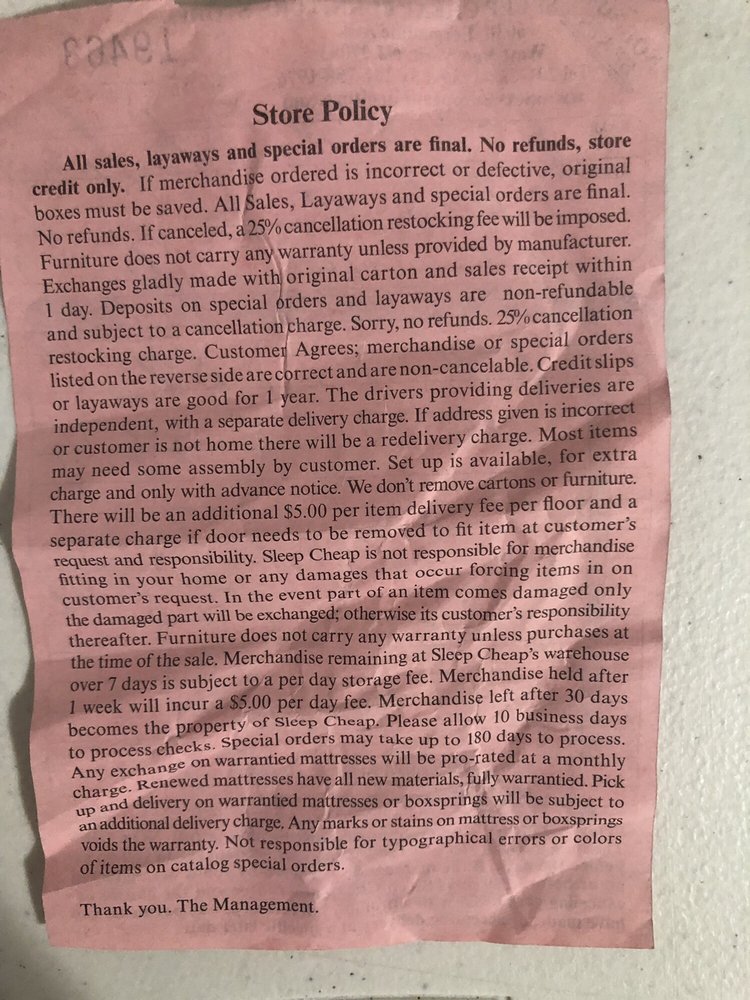 19463
Store Policy
All sales, layaways and special orders are final. No refunds, store
credit only. If merchandise ordered is incorrect or defective, original
boxes must be saved. All Sales, Layaways and special orders are final.
No refunds. If canceled, a 25% cancellation restocking fee will be imposed.
Furniture does not carry any warranty unless provided by manufacturer.
Exchanges gladly made with original carton and sales receipt within
1 day. Deposits on special orders and layaways are non-refundable
and subject to a cancellation charge. Sorry, no refunds. 25% cancellation
restocking charge. Customer Agrees; merchandise or special orders
listed on the reverse side are correct and are non-cancelable. Credit slips
or layaways are good for 1 year. The drivers providing deliveries are
independent, with a separate delivery charge. If address given is incorrect
or customer is not home there will be a redelivery charge. Most items
may need some assembly by customer. Set up is available, for extra
charge and only with advance notice. We don't remove cartons or furniture.
There will be an additional $5.00 per item delivery fee per floor and a
separate charge if door needs to be removed to fit item at customer's
request and responsibility. Sleep Cheap is not responsible for merchandise
fitting in your home or any damages that occur forcing items in on
customer's request. In the event part of an item comes damaged only
the damaged part will be exchanged; otherwise its customer's responsibility
thereafter. Furniture does not carry any warranty unless purchases at
the time of the sale. Merchandise remaining at Sleep Cheap's warehouse
over 7 days is subject to a per day storage fee. Merchandise held after
1 week will incur a $5.00 per day fee. Merchandise left after 30 days
becomes the property of Sleep Cheap. Please allow 10 business days
to process checks. Special orders may take up to 180 days to process.
Any exchange on warrantied mattresses will be pro-rated at a monthly
charge. Renewed mattresses have all new materials, fully warrantied. Pick
up and delivery on warrantied mattresses or boxsprings will be subject to
an additional delivery charge. Any marks or stains on mattress or boxsprings
voids the warranty. Not responsible for typographical errors or colors
of items on catalog special orders.
Thank you. The Management.